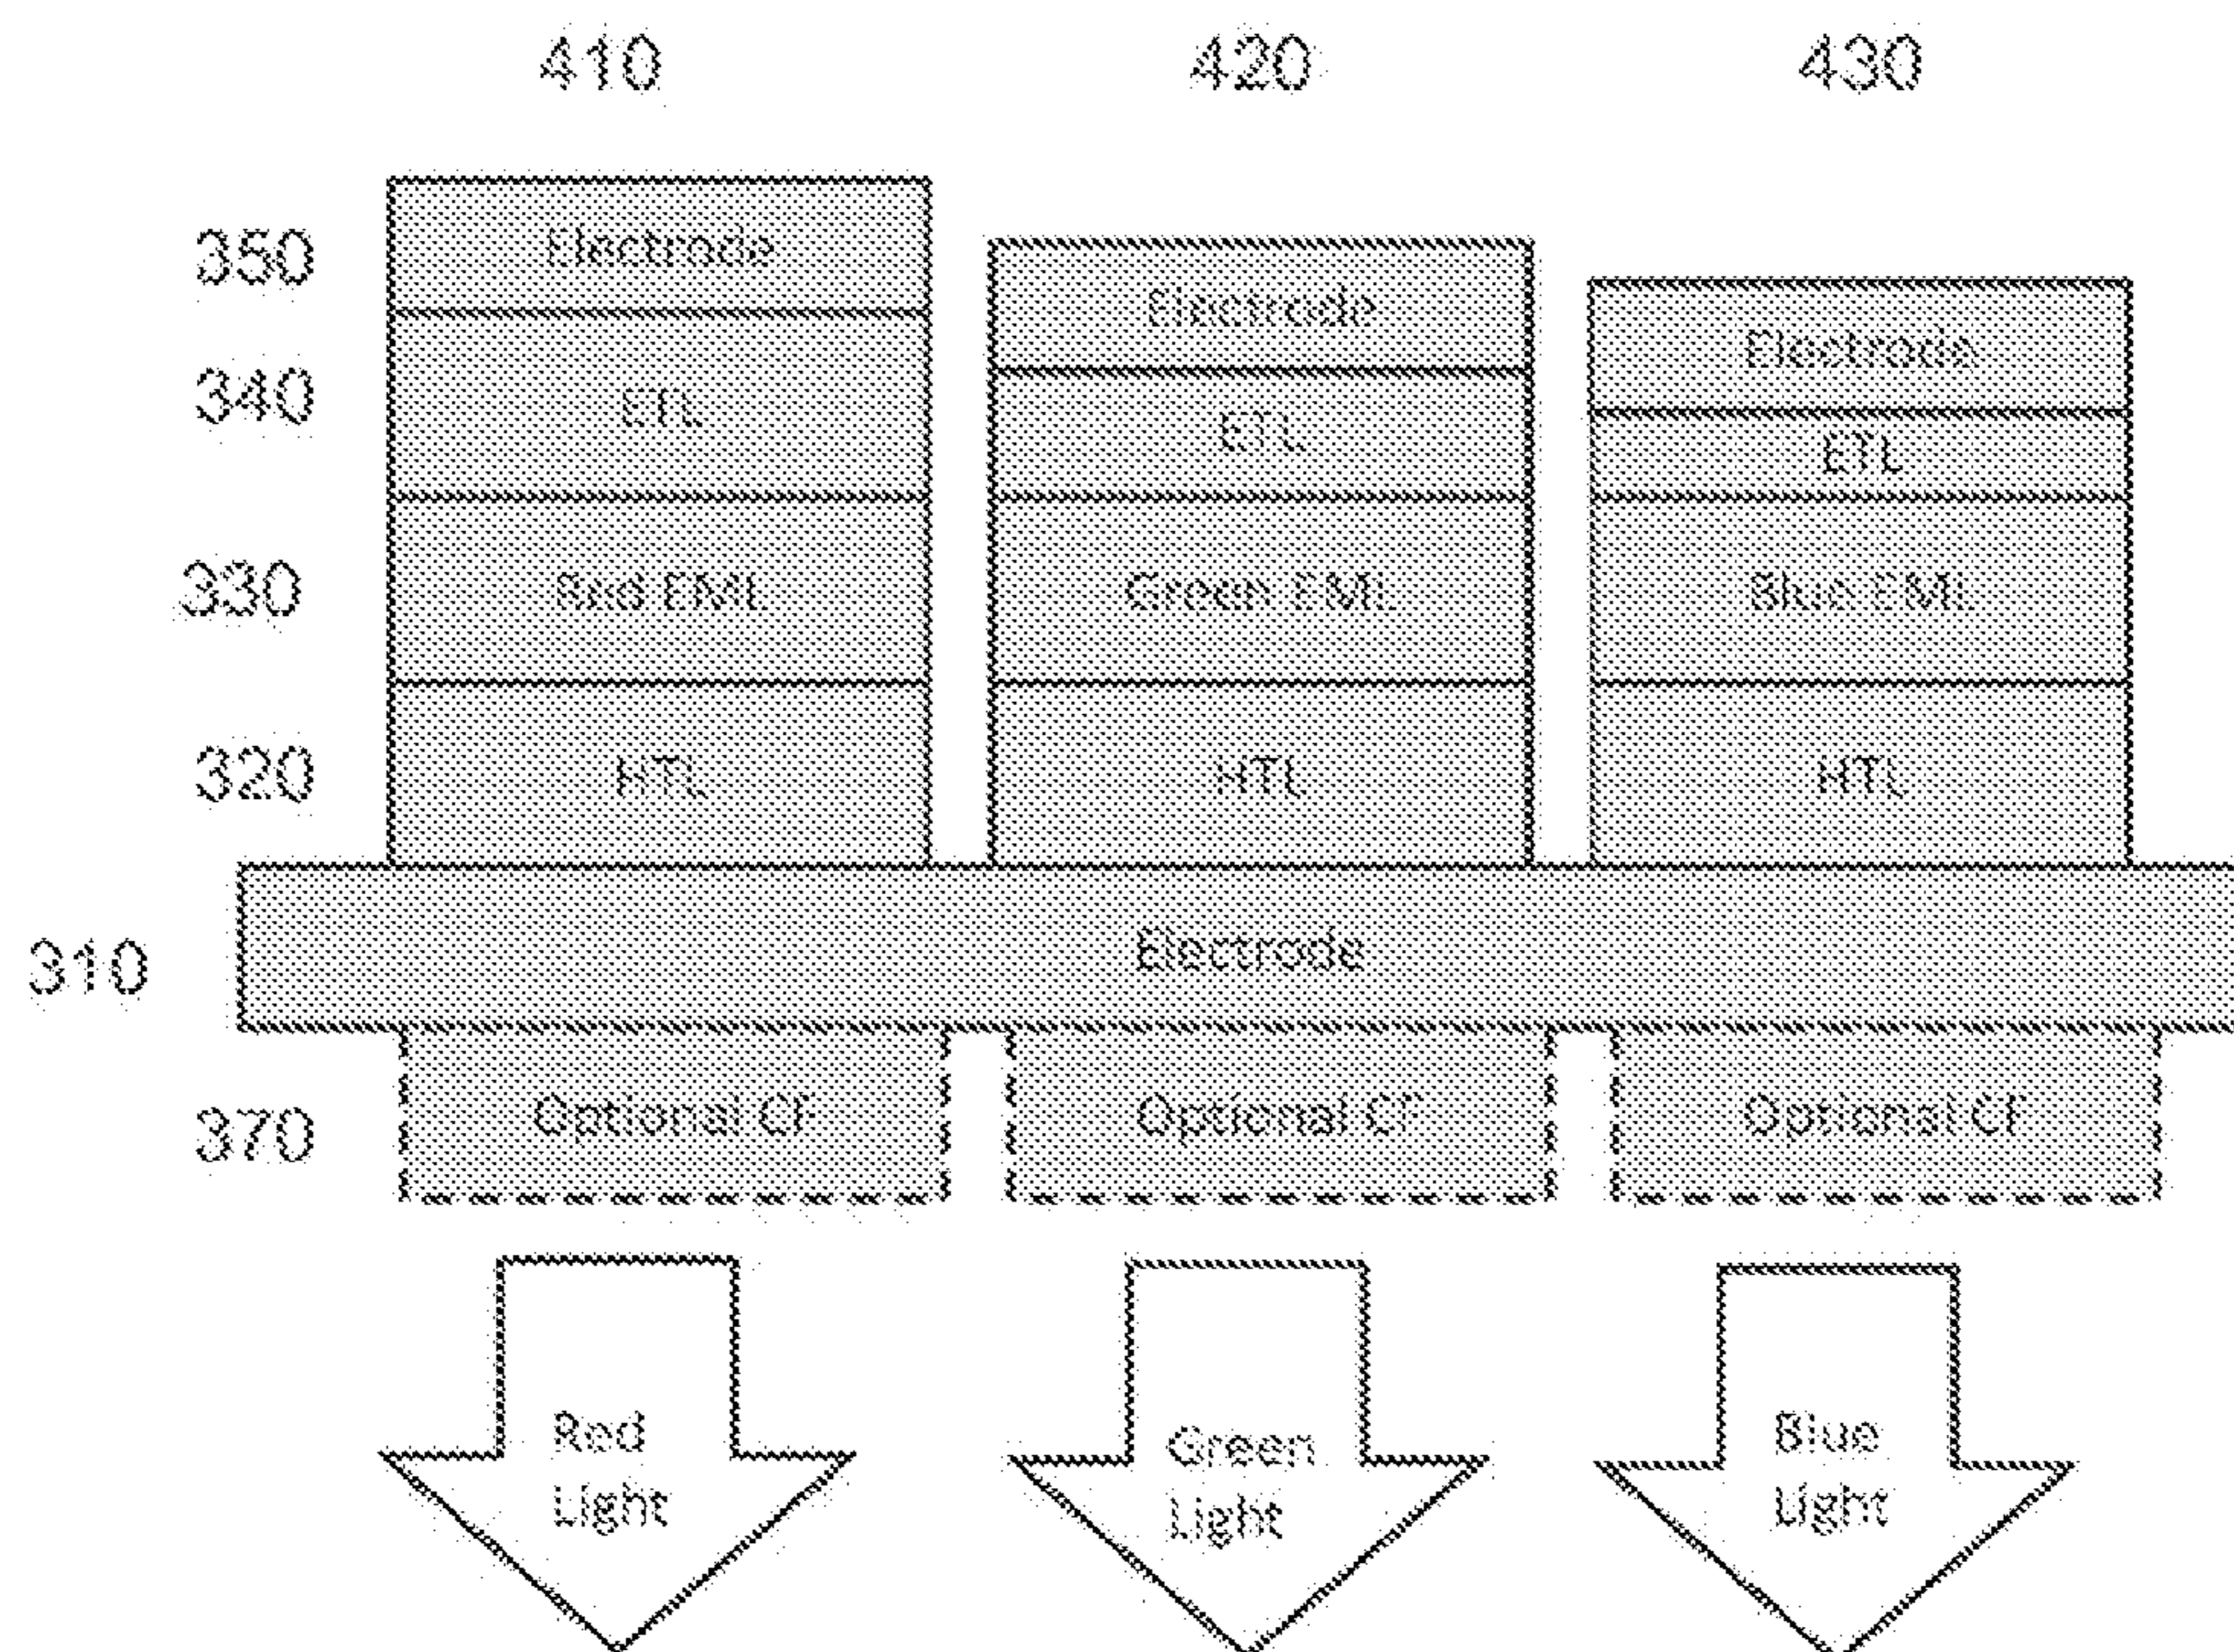 410 420 430
350 Electrode Electrode Electrode
340 ETL ETL ETL
330 Red EML Green EML Blue EML
320 HTL HTL HTL
310 Electrode
370 Optional CF Optional CF Optional CF
Red Green Blue
Light Light Light